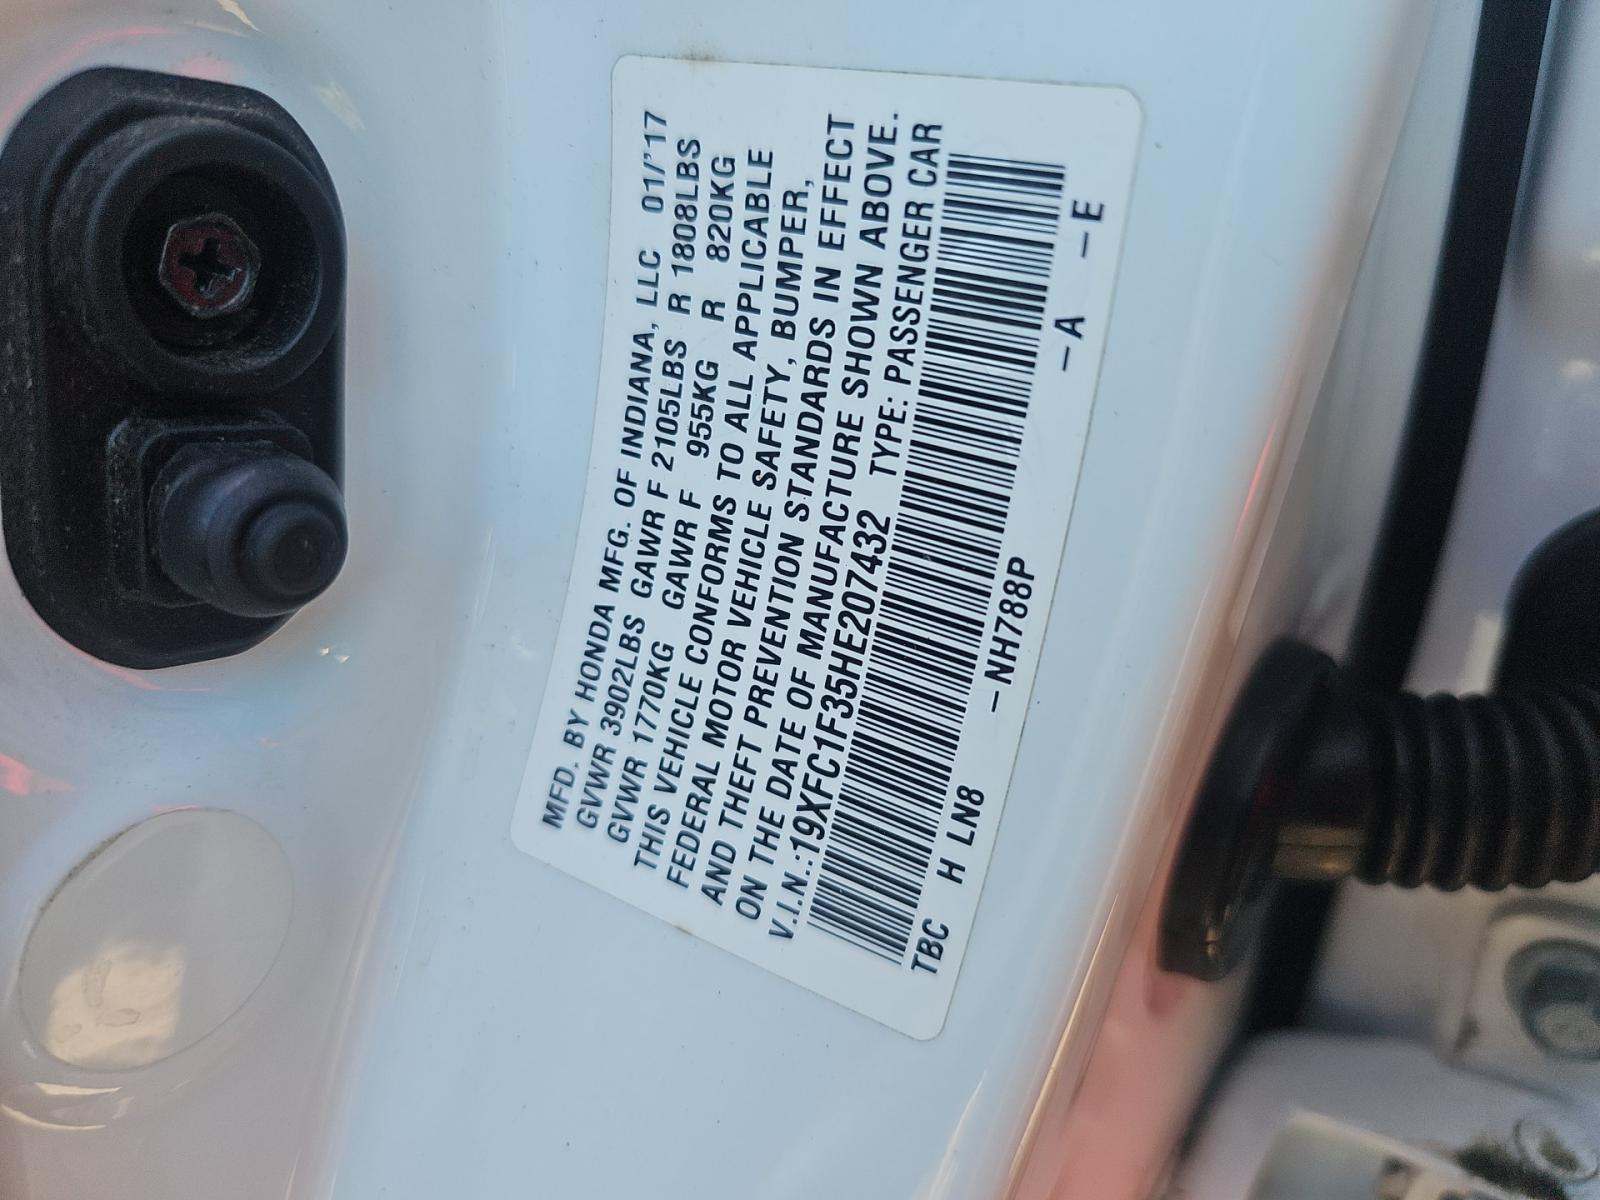 MFD. BY HONDA MFG. OF INDIANA, LLC 01/'17
GVWR 3902LBS GAWR F 2105LBS R 1808LBS
GVWR 1770KG GAWR F 955KG R 820KG
THIS VEHICLE CONFORMS TO ALL APPLICABLE
FEDERAL MOTOR VEHICLE SAFETY, BUMPER,
AND THEFT PREVENTION STANDARDS IN EFFECT
ON THE DATE OF MANUFACTURE SHOWN ABOVE.
V.I.N.:19XFC1F35HE207432 TYPE: PASSENGER CAR
TBC H LN8 –NH788P –A –E